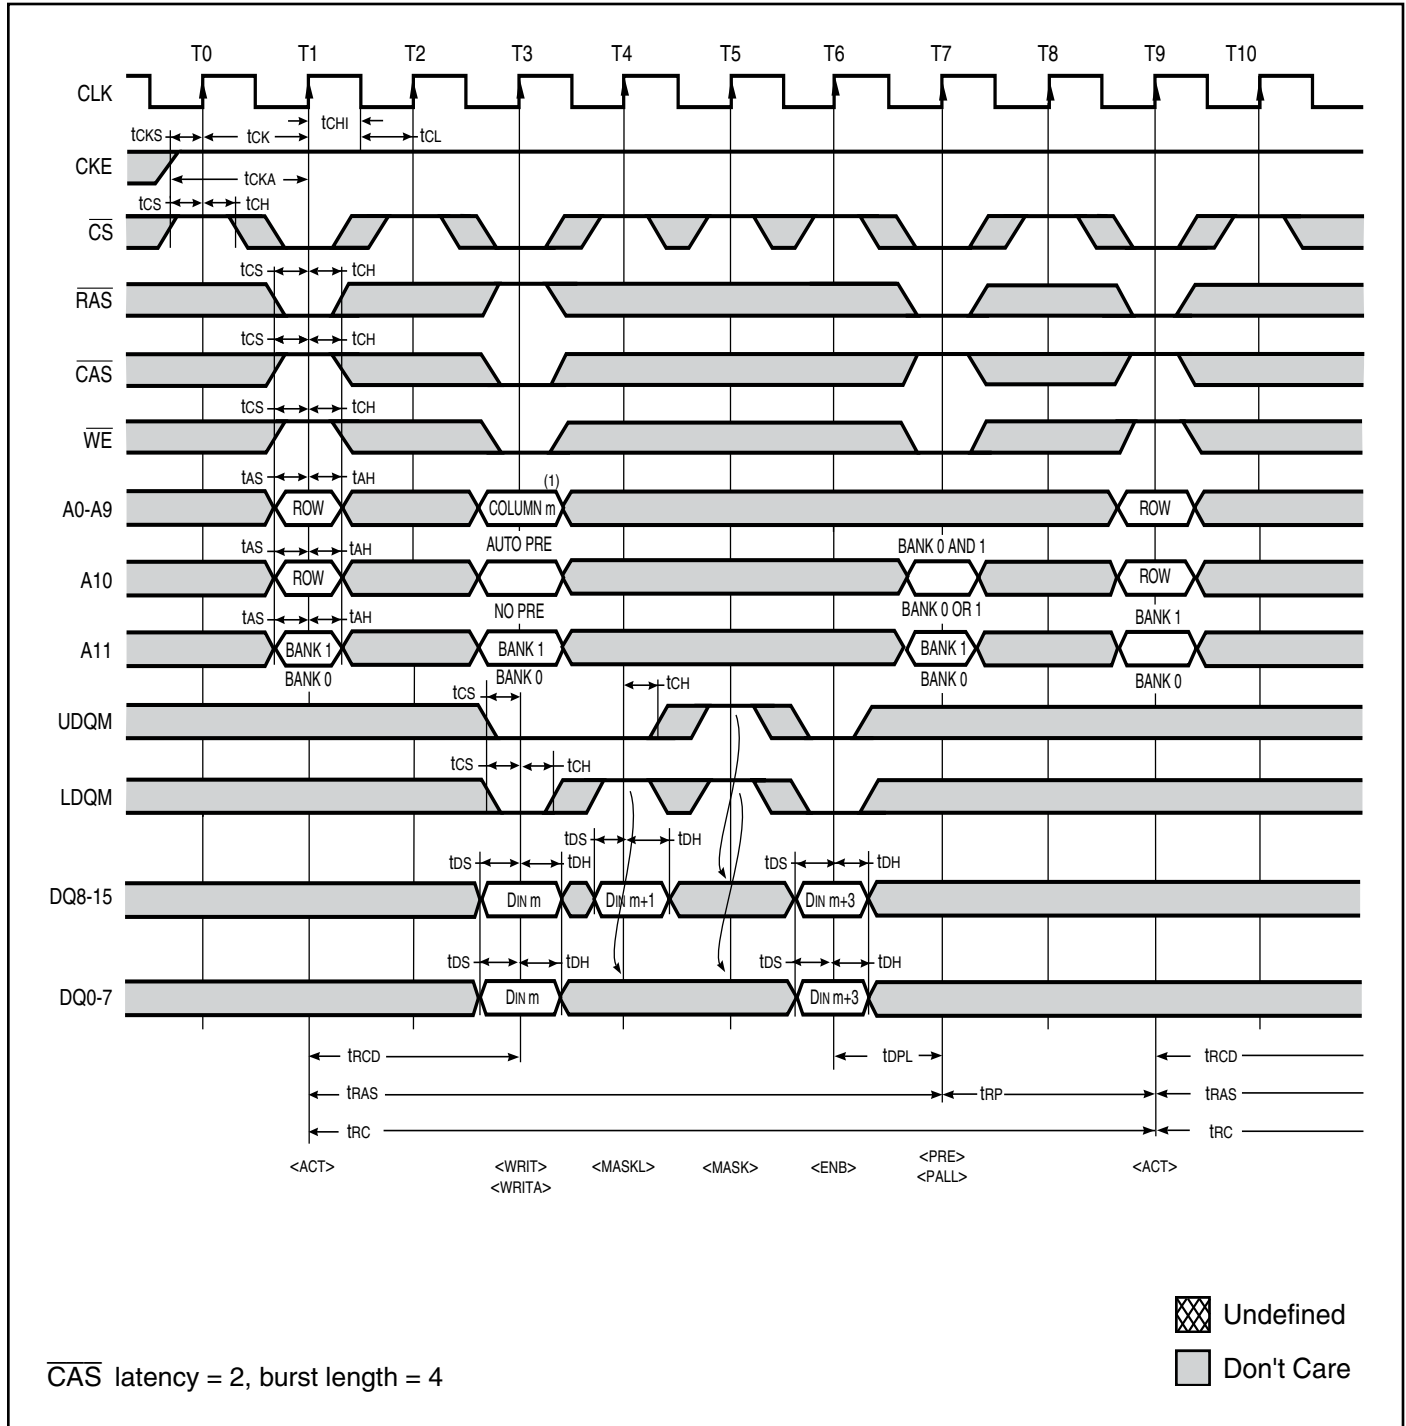 T0 T1 T2 T3 T4 T5 T6 T7 T8 T9 T10
CLK
tCHI
tCKS tCK tCL
CKE
tCKA
tCS tCH
CS
tCS tCH
RAS
tCS tCH
CAS
tCS tCH
WE
tAS tAH (1)
A0-A9 ROW COLUMN m ROW
tAS tAH AUTO PRE BANK 0 AND 1
A10 ROW ROW
tAS tAH NO PRE BANK 0 OR 1 BANK 1
A11 BANK 1 BANK 1 BANK 1
BANK 0 BANK 0 BANK 0 BANK 0
tCS tCH
UDQM
tCS tCH
LDQM
tDS tDH
tDS tDH tDS tDH
DQ8-15 DIN m DIN m+1 DIN m+3
tDS tDH tDS tDH
DQ0-7 DIN m DIN m+3
tRCD tDPL tRCD
tRAS tRP tRAS
tRC tRC
<ACT> <WRIT> <MASKL> <MASK> <ENB> <PRE> <ACT>
<WRITA> <PALL>
Undefined
Don't Care
CAS latency = 2, burst length = 4